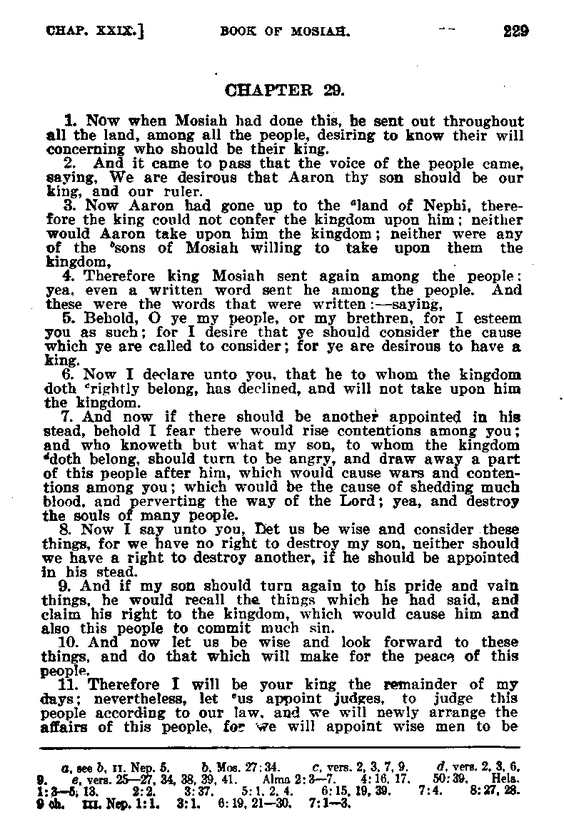 CHAP. XXIX.] BOOK OF MOSIAH. -- 229
CHAPTER 29.
1. Now when Mosiah had done this, he sent out throughout
all the land, among all the people, desiring to know their will
concerning who should be their king.
2. And it came to pass that the voice of the people came,
saying, We are desirous that Aaron thy son should be our
king, and our ruler.
3. Now Aaron had gone up to the ᵃland of Nephi, there-
fore the king could not confer the kingdom upon him; neither
would Aaron take upon him the kingdom; neither were any
of the ᵇsons of Mosiah willing to take upon them the
kingdom,
4. Therefore king Mosiah sent again among the people;
yea, even a written word sent he among the people. And
these were the words that were written:—saying,
5. Behold, O ye my people, or my brethren, for I esteem
you as such; for I desire that ye should consider the cause
which ye are called to consider; for ye are desirous to have a
king.
6. Now I declare unto you, that he to whom the kingdom
doth ᶜrightly belong, has declined, and will not take upon him
the kingdom.
7. And now if there should be another appointed in his
stead, behold I fear there would rise contentions among you;
and who knoweth but what my son, to whom the kingdom
ᵈdoth belong, should turn to be angry, and draw away a part
of this people after him, which would cause wars and conten-
tions among you; which would be the cause of shedding much
blood, and perverting the way of the Lord; yea, and destroy
the souls of many people.
8. Now I say unto you, Let us be wise and consider these
things, for we have no right to destroy my son, neither should
we have a right to destroy another, if he should be appointed
in his stead.
9. And if my son should turn again to his pride and vain
things, he would recall the things which he had said, and
claim his right to the kingdom, which would cause him and
also this people to commit much sin.
10. And now let us be wise and look forward to these
things, and do that which will make for the peace of this
people.
11. Therefore I will be your king the remainder of my
days; nevertheless, let ᵉus appoint judges, to judge this
people according to our law, and we will newly arrange the
affairs of this people, for we will appoint wise men to be
a, see b, II. Nep. 5. b, Mos. 27:34. c, vers. 2, 3, 7, 9. d, vers. 2, 3, 6,
9. e, vers. 25—27, 34, 38, 39, 41. Alma 2:3—7. 4:16, 17. 50:39. Hela.
1:3—5, 13. 2:2. 3:37. 5:1, 2, 4. 6:15, 19, 39. 7:4. 8:27, 28.
9 ch. III. Nep. 1:1. 3:1. 6:19, 21—30. 7:1—3.